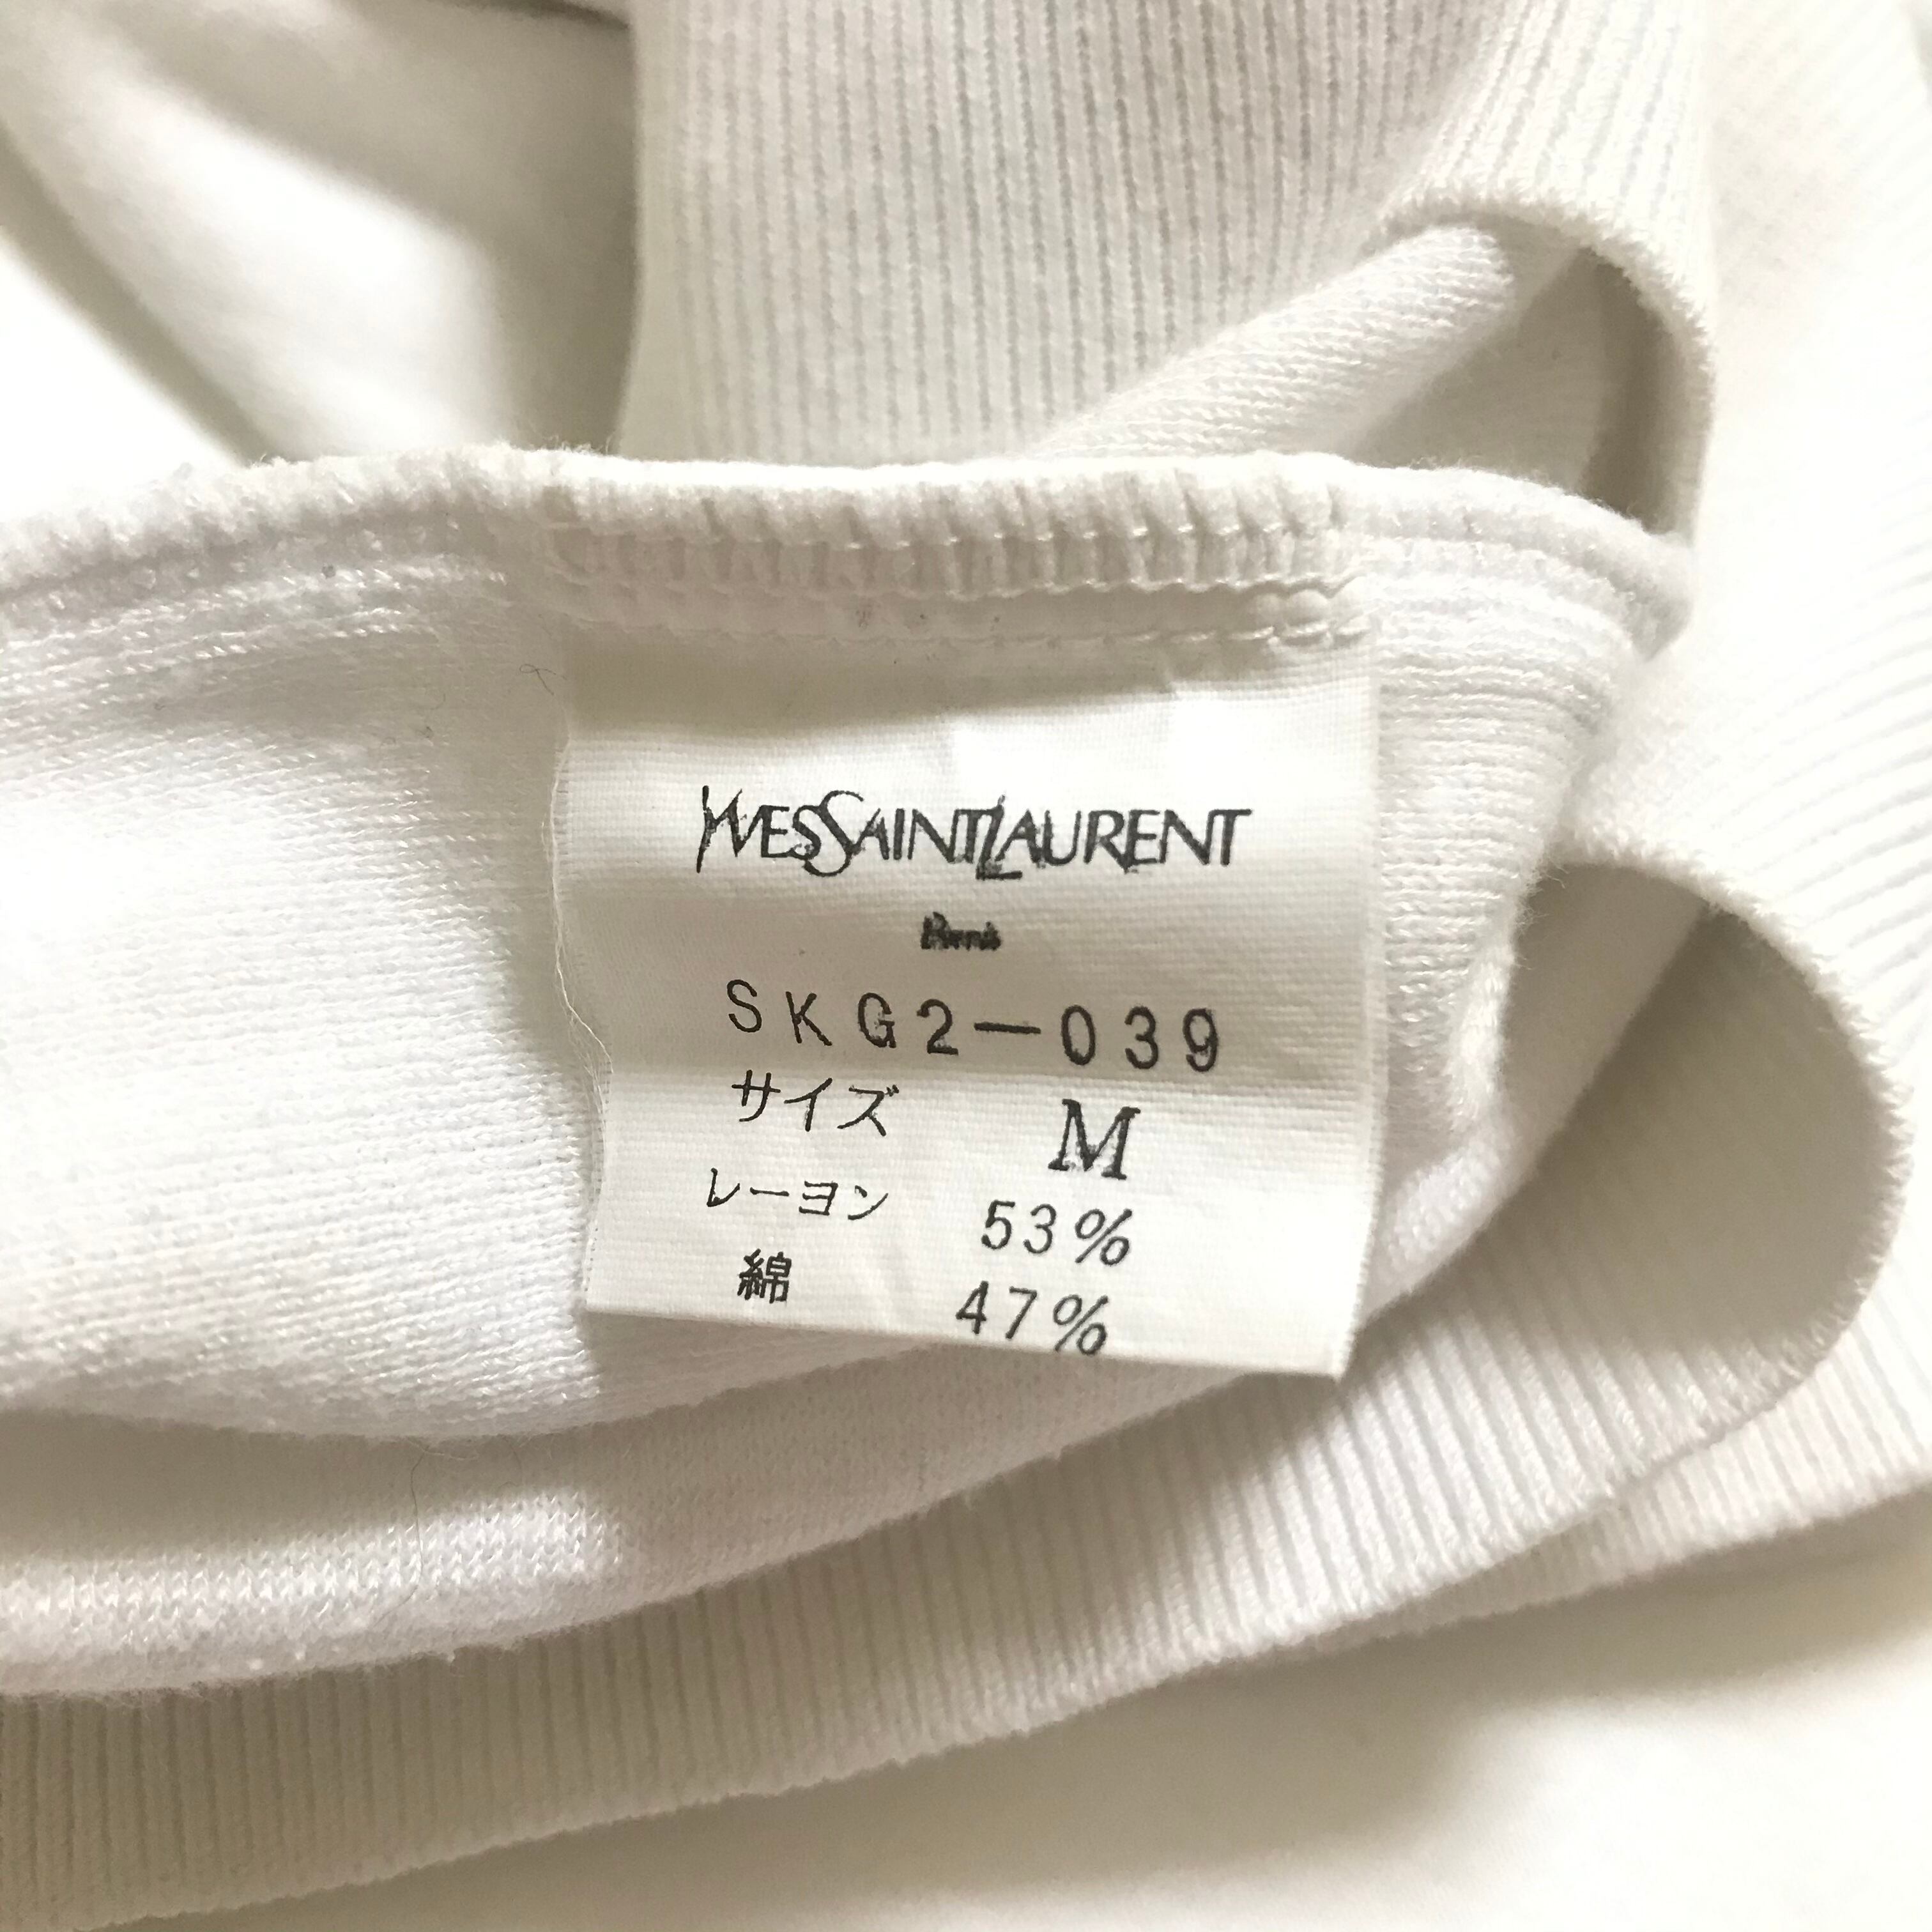 YVESSAINTLAURENT
SKG2-039
サイズ M
レーヨン 53%
綿 47%